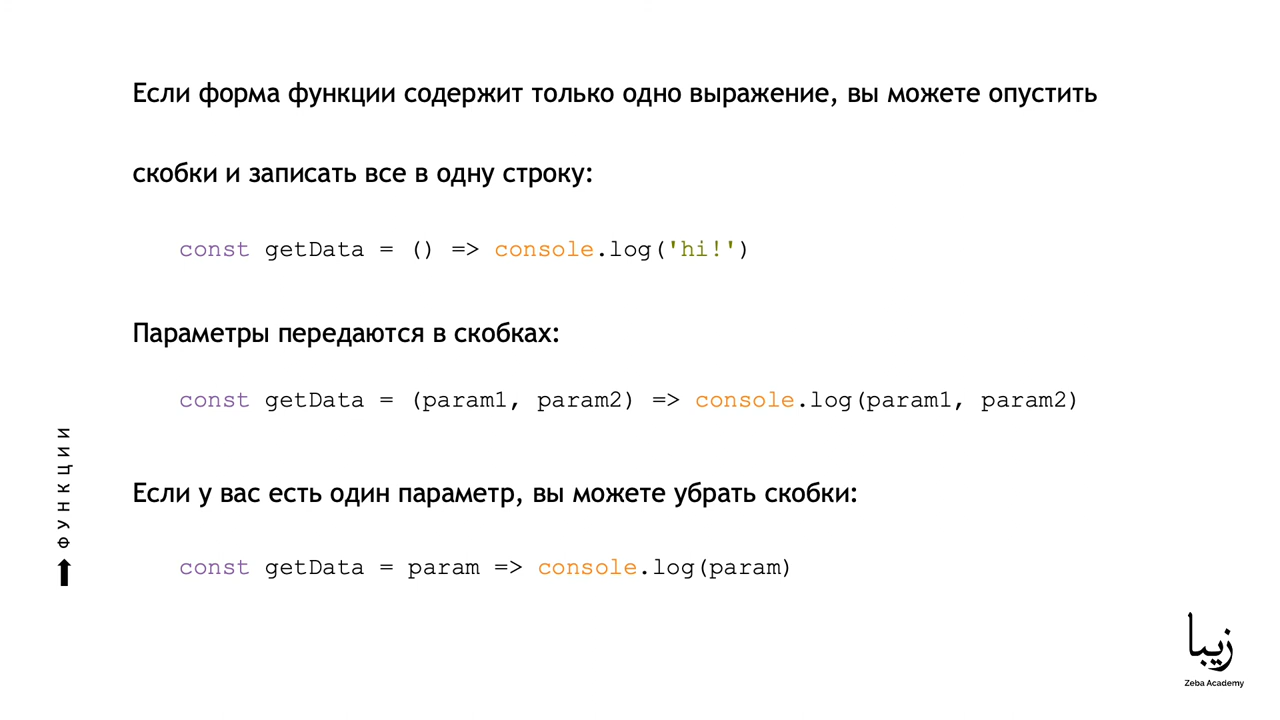 Если форма функции содержит только одно выражение, вы можете опустить
скобки и записать все в одну строку:
const getData = () => console.log('hi!')
Параметры передаются в скобках:
const getData = (param1, param2) => console.log(param1, param2)
Если у вас есть один параметр, вы можете убрать скобки:
const getData = param => console.log(param)
ФУНКЦИИ
زيبا
Zeba Academy